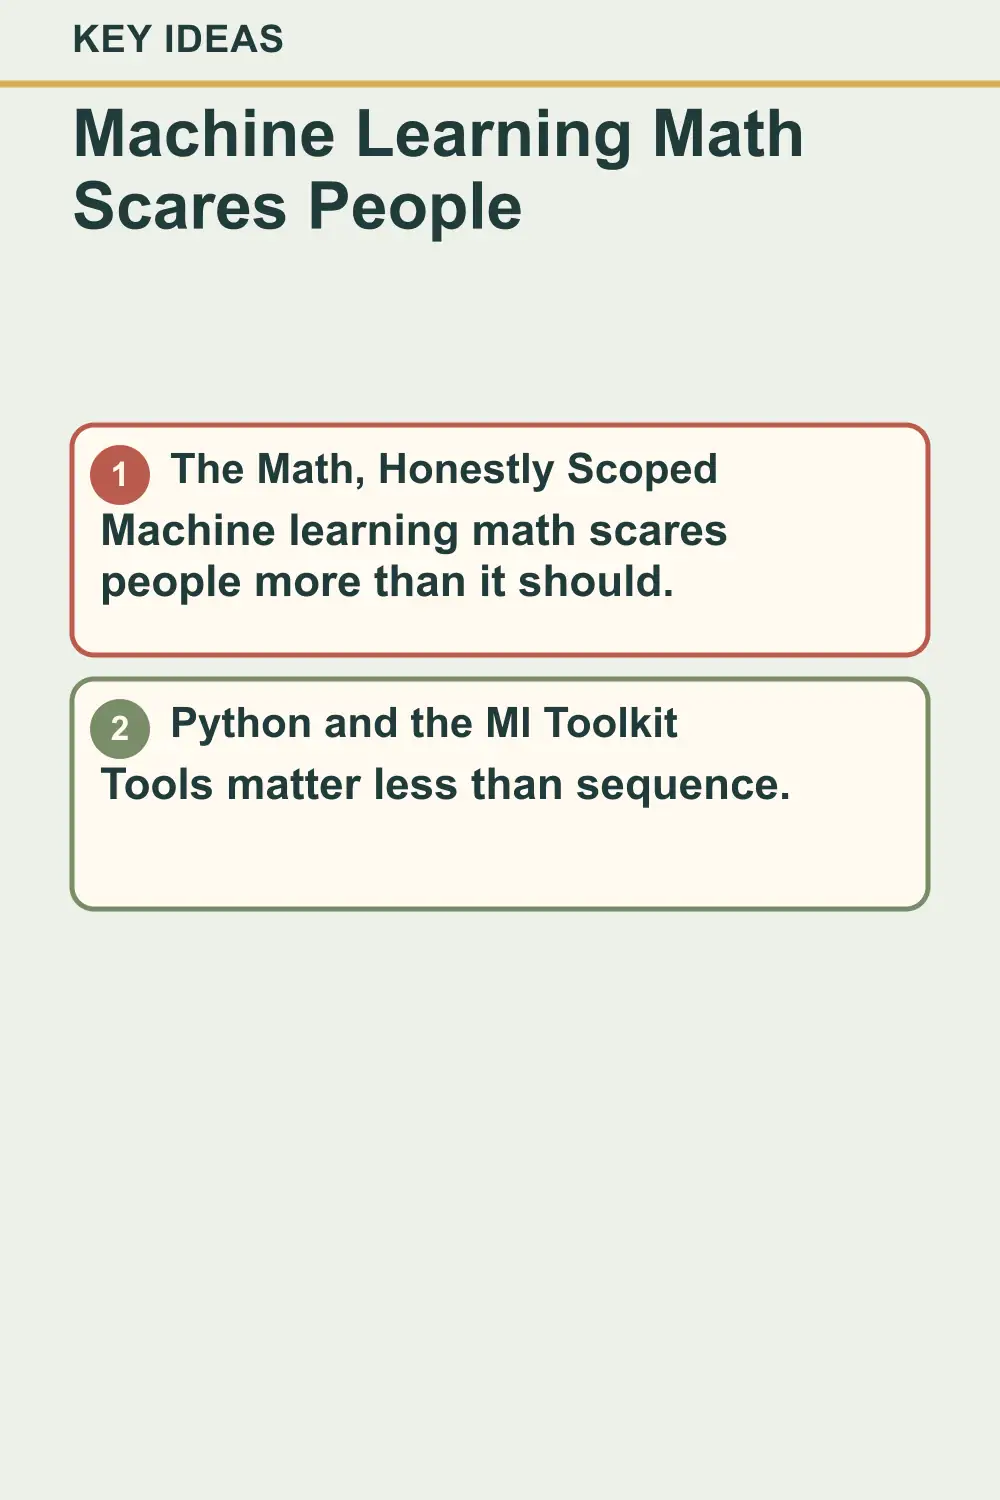 KEY IDEAS
Machine Learning Math
Scares People
1 The Math, Honestly Scoped
Machine learning math scares
people more than it should.
2 Python and the Ml Toolkit
Tools matter less than sequence.